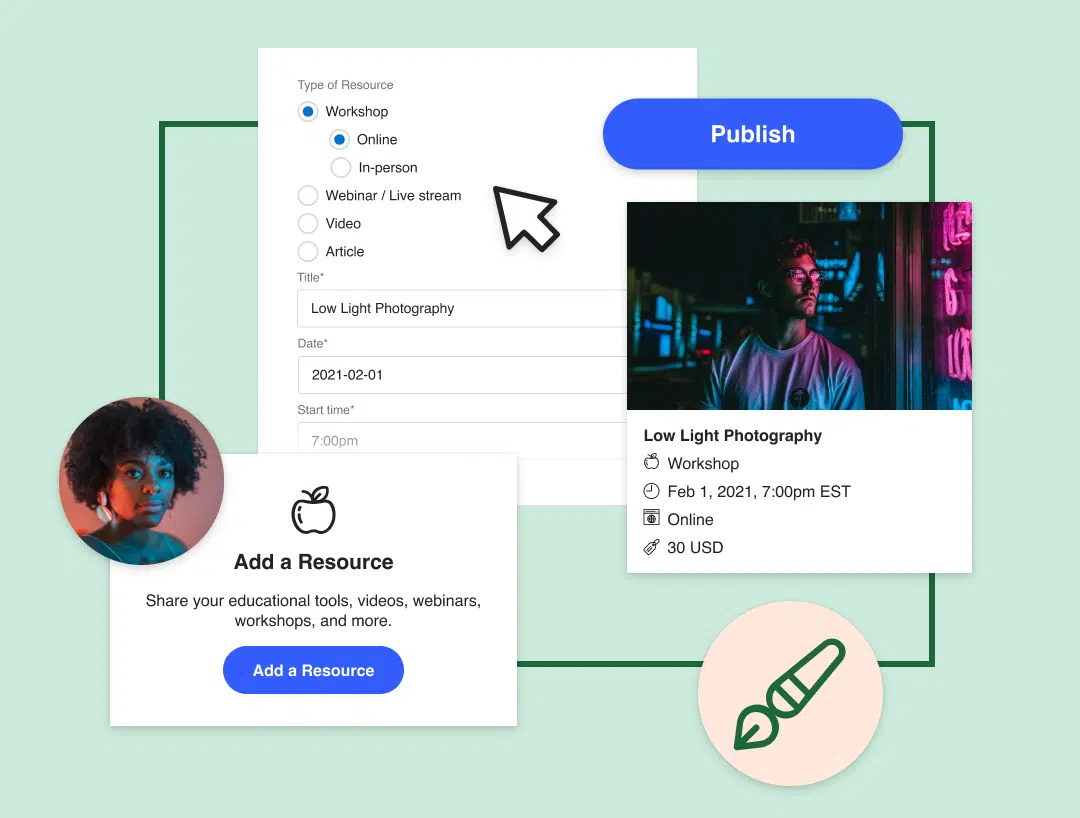 Type of Resource
Workshop
Online
In-person
Webinar / Live stream
Video
Article
Title*
Low Light Photography
Date*
2021-02-01
Start time*
7:00pm
Publish
Low Light Photography
Workshop
Feb 1, 2021, 7:00pm EST
Online
30 USD
Add a Resource
Share your educational tools, videos, webinars,
workshops, and more.
Add a Resource